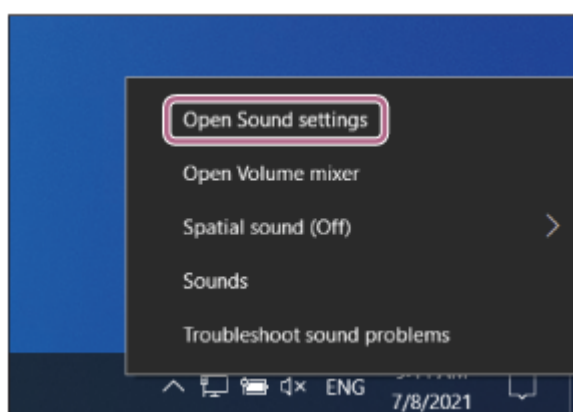 Open Sound settings
Open Volume mixer
Spatial sound (Off)
Sounds
Troubleshoot sound problems
ENG
7/8/2021